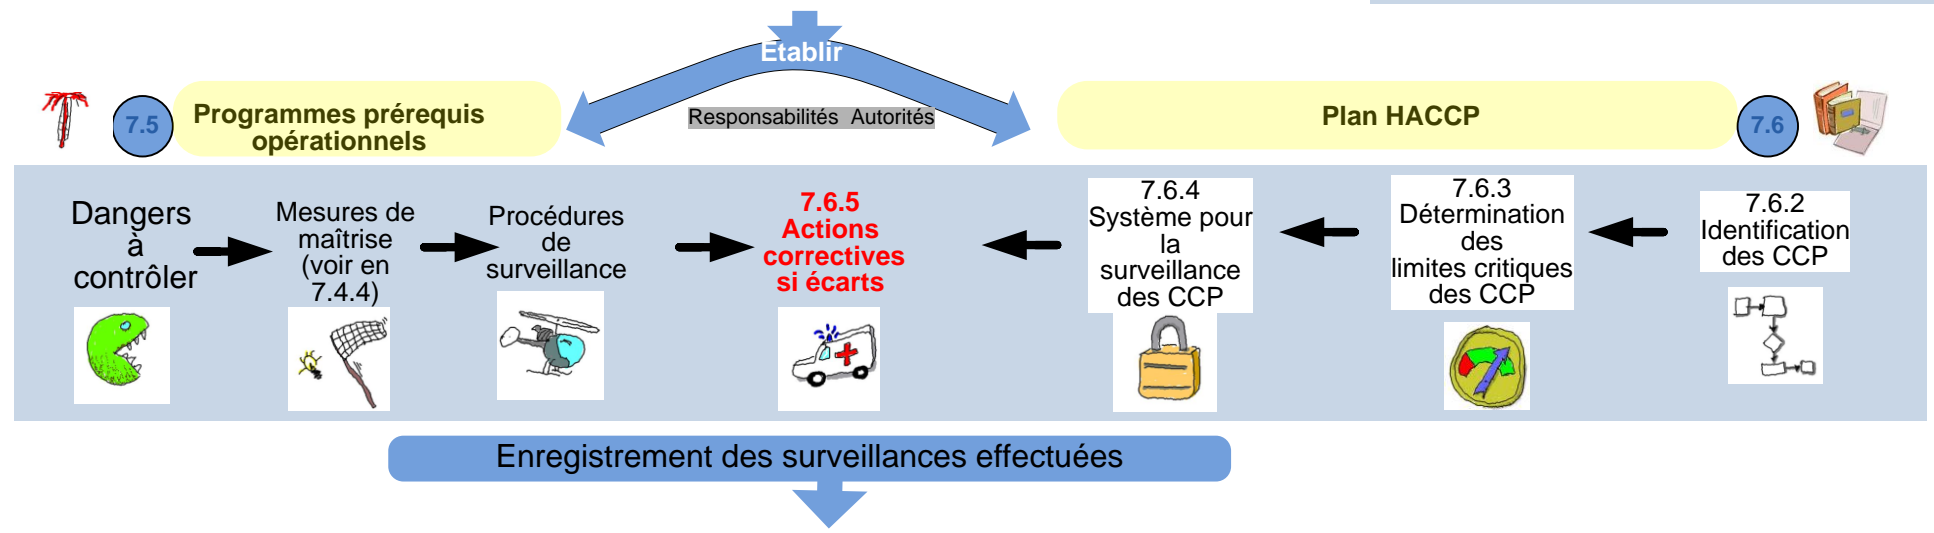 Etablir
Responsabilités Autorités
7.5
Programmes prérequis
opérationnels
Plan HACCP
7.6
Dangers
à
contrôler
Mesures de
maîtrise
(voir en
7.4.4)
Procédures
de
surveillance
7.6.5
Actions
correctives
si écarts
7.6.4
Système pour
la
surveillance
des CCP
7.6.3
Détermination
des
limites critiques
des CCP
7.6.2
Identification
des CCP
Enregistrement des surveillances effectuées